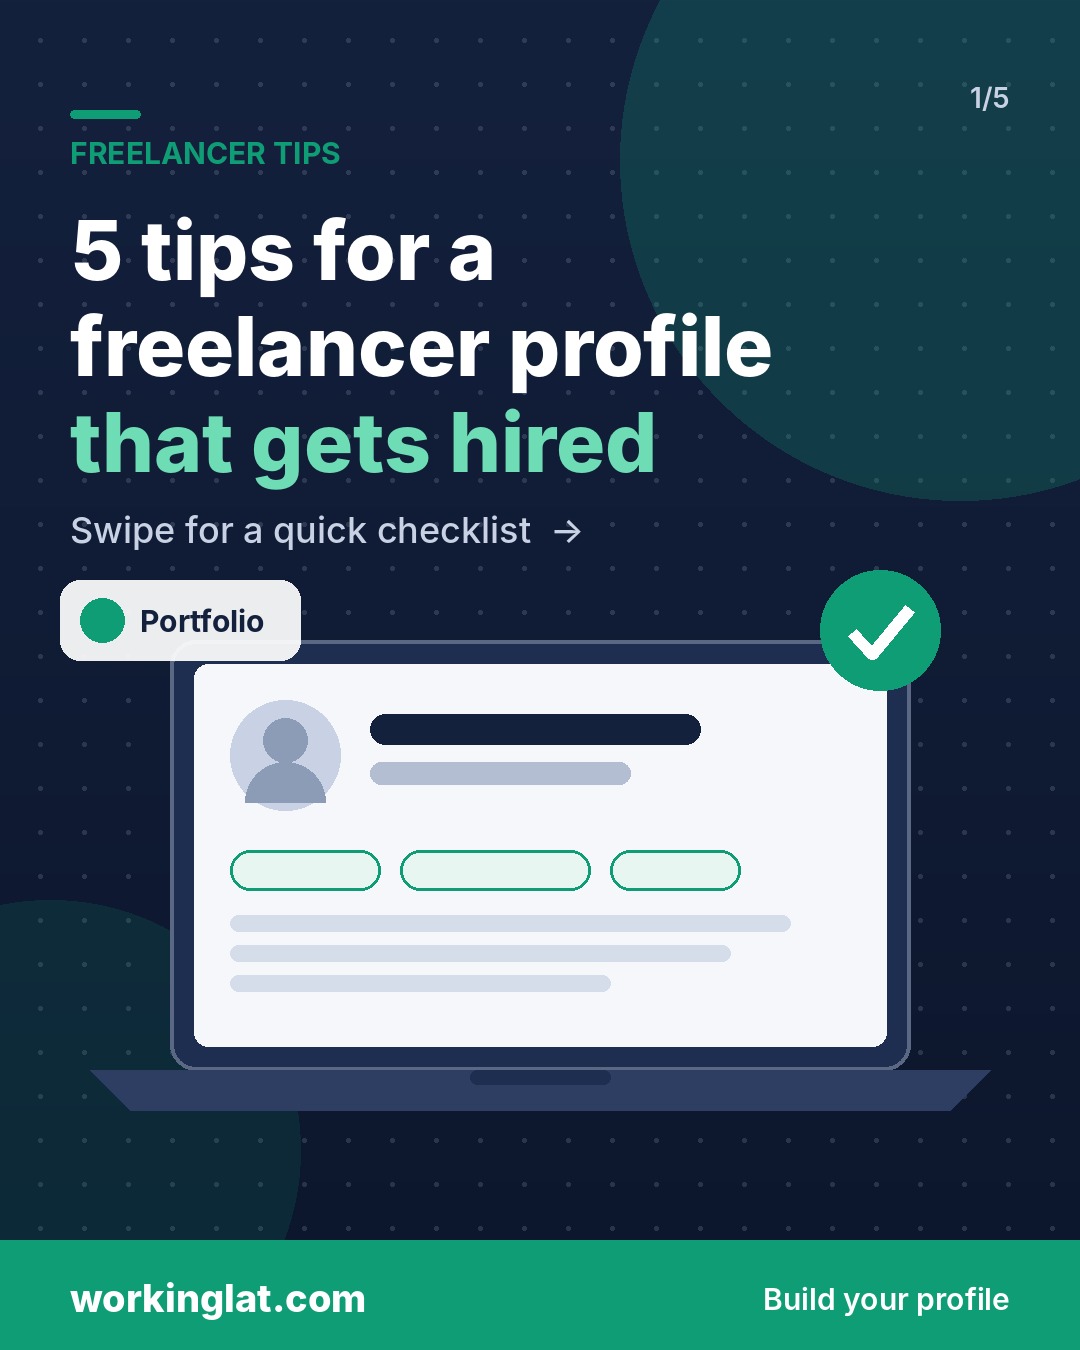 1/5
FREELANCER TIPS
5 tips for a
freelancer profile
that gets hired
Swipe for a quick checklist →
Portfolio
workinglat.com
Build your profile